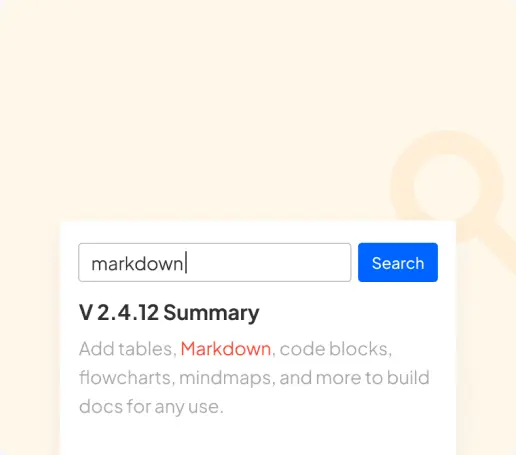 markdown
Search
V 2.4.12 Summary
Add tables, Markdown, code blocks,
flowcharts, mindmaps, and more to build
docs for any use.